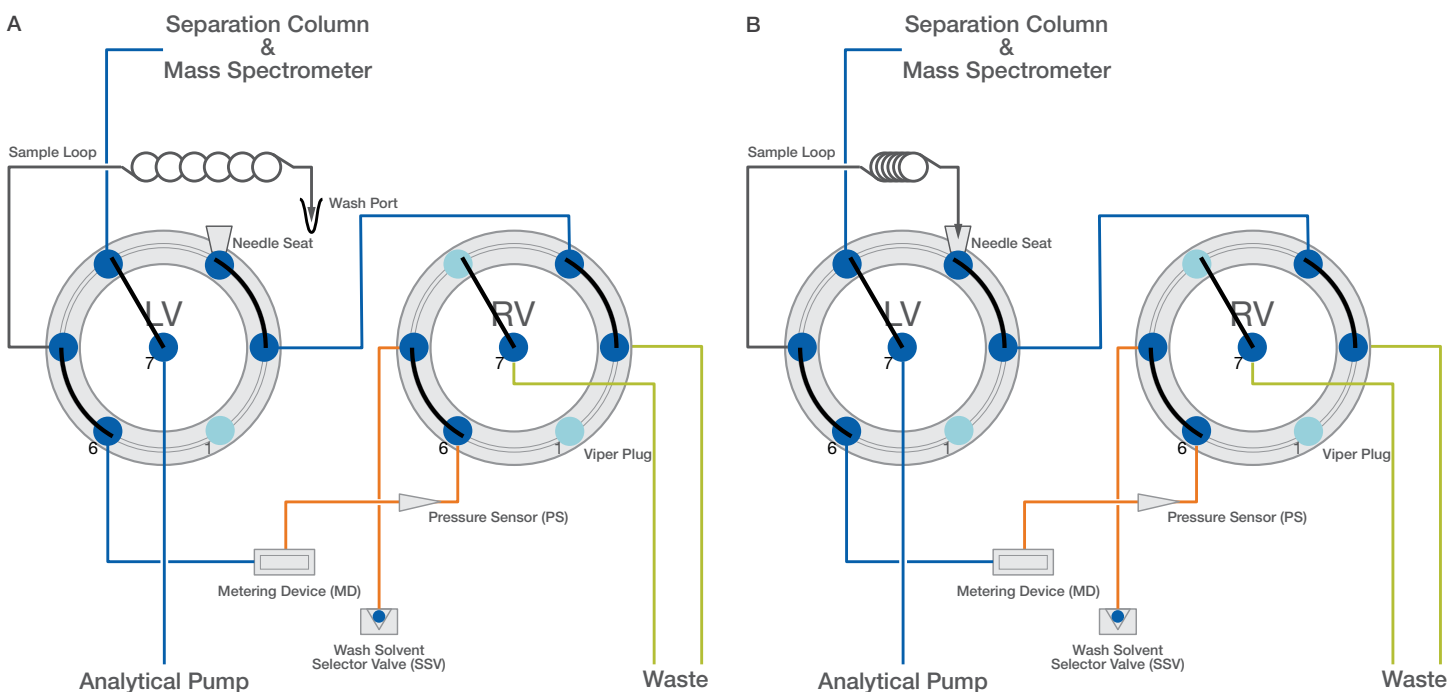 A
Separation Column
&
Mass Spectrometer
Sample Loop
Wash Port
Needle Seat
LV
7
6
1
RV
7
6
1
Viper Plug
Pressure Sensor (PS)
Metering Device (MD)
Wash Solvent
Selector Valve (SSV)
Analytical Pump
Waste
B
Separation Column
&
Mass Spectrometer
Sample Loop
Needle Seat
LV
7
6
1
RV
7
6
1
Viper Plug
Pressure Sensor (PS)
Metering Device (MD)
Wash Solvent
Selector Valve (SSV)
Analytical Pump
Waste